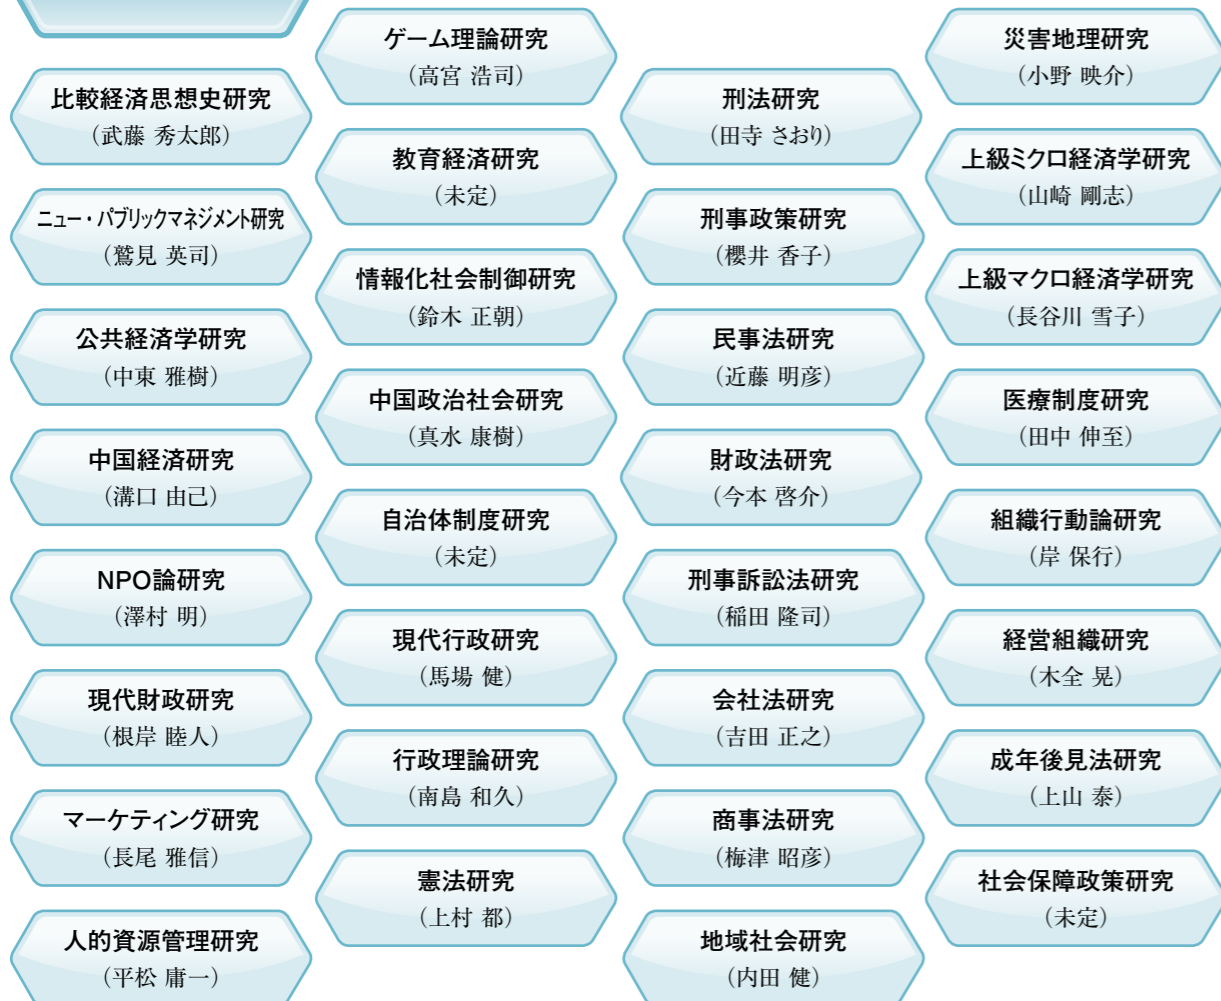 比較経済思想史研究
（武藤 秀太郎）
ニュー・パブリックマネジメント研究
（鷲見 英司）
公共経済学研究
（中東 雅樹）
中国経済研究
（溝口 由己）
NPO論研究
（澤村 明）
現代財政研究
（根岸 睦人）
マーケティング研究
（長尾 雅信）
人的資源管理研究
（平松 庸一）
ゲーム理論研究
（高宮 浩司）
教育経済研究
（未定）
情報化社会制御研究
（鈴木 正朝）
中国政治社会研究
（真水 康樹）
自治体制度研究
（未定）
現代行政研究
（馬場 健）
行政理論研究
（南島 和久）
憲法研究
（上村 都）
刑法研究
（田寺 さおり）
刑事政策研究
（櫻井 香子）
民事法研究
（近藤 明彦）
財政法研究
（今本 啓介）
刑事訴訟法研究
（稲田 隆司）
会社法研究
（吉田 正之）
商事法研究
（梅津 昭彦）
地域社会研究
（内田 健）
災害地理研究
（小野 映介）
上級ミクロ経済学研究
（山崎 剛志）
上級マクロ経済学研究
（長谷川 雪子）
医療制度研究
（田中 伸至）
組織行動論研究
（岸 保行）
経営組織研究
（木全 晃）
成年後見法研究
（上山 泰）
社会保障政策研究
（未定）